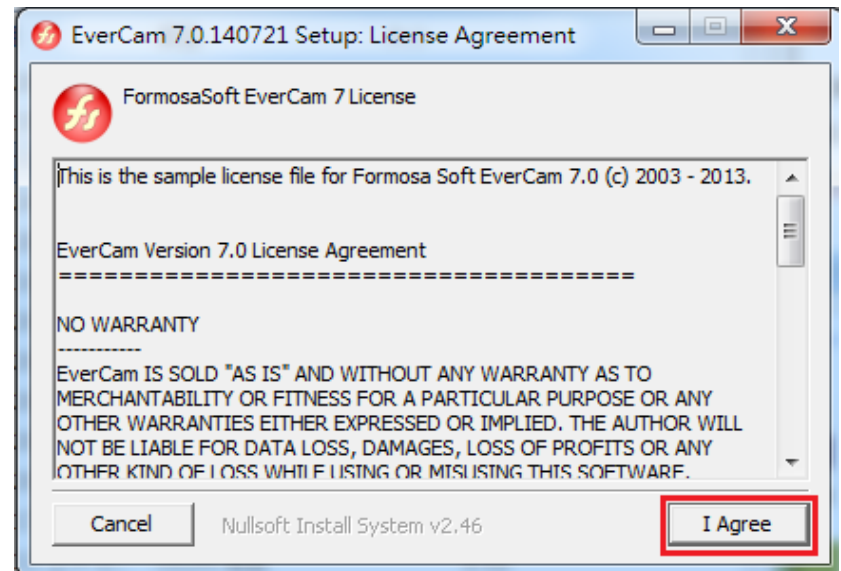 EverCam 7.0.140721 Setup: License Agreement
FormosaSoft EverCam 7 License
This is the sample license file for Formosa Soft EverCam 7.0 (c) 2003 - 2013.
EverCam Version 7.0 License Agreement
======================================
NO WARRANTY
-----------
EverCam IS SOLD "AS IS" AND WITHOUT ANY WARRANTY AS TO
MERCHANTABILITY OR FITNESS FOR A PARTICULAR PURPOSE OR ANY
OTHER WARRANTIES EITHER EXPRESSED OR IMPLIED. THE AUTHOR WILL
NOT BE LIABLE FOR DATA LOSS, DAMAGES, LOSS OF PROFITS OR ANY
OTHER KIND OF LOSS WHILE USING OR MISUSING THIS SOFTWARE.
Cancel
Nullsoft Install System v2.46
I Agree